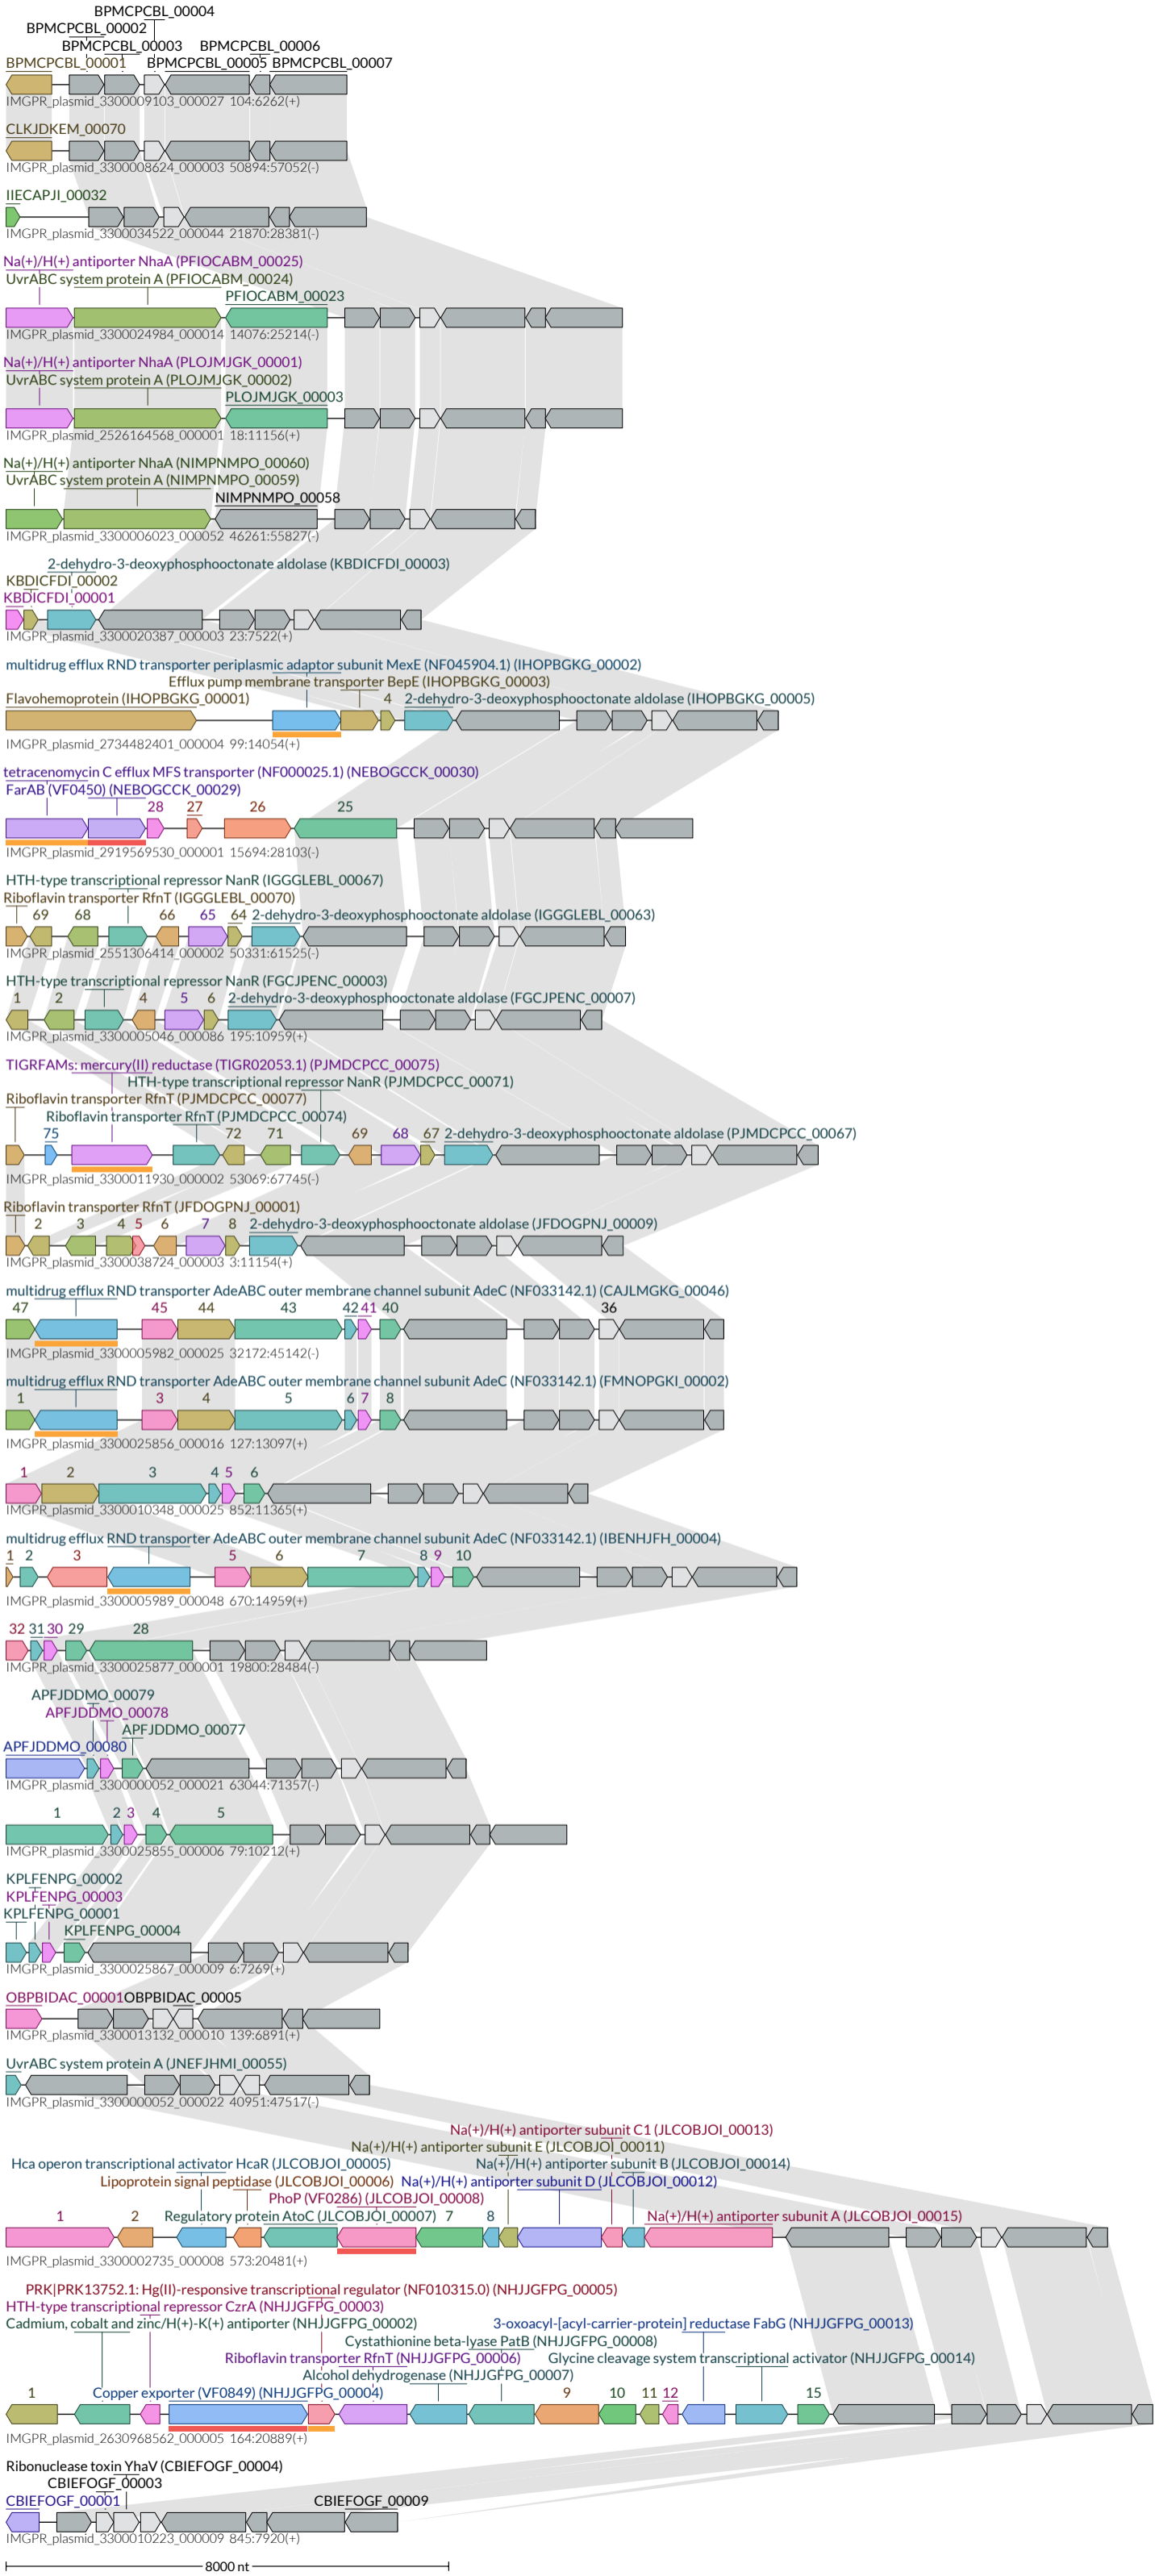 BPMCPCBL_00004
BPMCPCBL_00002
BPMCPCBL_00003 BPMCPCBL_00006
BPMCPCBL_00001 BPMCPCBL_00005 BPMCPCBL_00007
IMGPR_plasmid_3300009103_000027 104:6262(+)
CLKJDKEM_00070
IMGPR_plasmid_3300008624_000003 50894:57052(-)
IIECAPJI_00032
IMGPR_plasmid_3300034522_000044 21870:28381(-)
Na(+)/H(+) antiporter NhaA (PFIOCABM_00025)
UvrABC system protein A (PFIOCABM_00024)
PFIOCABM_00023
IMGPR_plasmid_3300024984_000014 14076:25214(-)
Na(+)/H(+) antiporter NhaA (PLOJMJGK_00001)
UvrABC system protein A (PLOJMJGK_00002)
PLOJMJGK_00003
IMGPR_plasmid_2526164568_000001 18:11156(+)
Na(+)/H(+) antiporter NhaA (NIMPNMPO_00060)
UvrABC system protein A (NIMPNMPO_00059)
NIMPNMPO_00058
IMGPR_plasmid_3300006023_000052 46261:55827(-)
2-dehydro-3-deoxyphosphooctonate aldolase (KBDICFDI_00003)
KBDICFDI_00002
KBDICFDI_00001
IMGPR_plasmid_3300020387_000003 23:7522(+)
multidrug efflux RND transporter periplasmic adaptor subunit MexE (NF045904.1) (IHOPBGKG_00002)
Efflux pump membrane transporter BepE (IHOPBGKG_00003)
Flavohemoprotein (IHOPBGKG_00001) 4 2-dehydro-3-deoxyphosphooctonate aldolase (IHOPBGKG_00005)
IMGPR_plasmid_2734482401_000004 99:14054(+)
tetracenomycin C efflux MFS transporter (NF000025.1) (NEBOGCCK_00030)
FarAB (VF0450) (NEBOGCCK_00029)
28 27 26 25
IMGPR_plasmid_2919569530_000001 15694:28103(-)
HTH-type transcriptional repressor NanR (IGGGLEBL_00067)
Riboflavin transporter RfnT (IGGGLEBL_00070)
69 68 66 65 64 2-dehydro-3-deoxyphosphooctonate aldolase (IGGGLEBL_00063)
IMGPR_plasmid_2551306414_000002 50331:61525(-)
HTH-type transcriptional repressor NanR (FGCJPENC_00003)
1 2 4 5 6 2-dehydro-3-deoxyphosphooctonate aldolase (FGCJPENC_00007)
IMGPR_plasmid_3300005046_000086 195:10959(+)
TIGRFAMs: mercury(II) reductase (TIGR02053.1) (PJMDCPCC_00075)
HTH-type transcriptional repressor NanR (PJMDCPCC_00071)
Riboflavin transporter RfnT (PJMDCPCC_00077)
Riboflavin transporter RfnT (PJMDCPCC_00074)
75 72 71 69 68 67 2-dehydro-3-deoxyphosphooctonate aldolase (PJMDCPCC_00067)
IMGPR_plasmid_3300011930_000002 53069:67745(-)
Riboflavin transporter RfnT (JFDOGPNJ_00001)
2 3 4 5 6 7 8 2-dehydro-3-deoxyphosphooctonate aldolase (JFDOGPNJ_00009)
IMGPR_plasmid_3300038724_000003 3:11154(+)
multidrug efflux RND transporter AdeABC outer membrane channel subunit AdeC (NF033142.1) (CAJLMGKG_00046)
47 45 44 43 42 41 40 36
IMGPR_plasmid_3300005982_000025 32172:45142(-)
multidrug efflux RND transporter AdeABC outer membrane channel subunit AdeC (NF033142.1) (FMNOPGKI_00002)
1 3 4 5 6 7 8
IMGPR_plasmid_3300025856_000016 127:13097(+)
1 2 3 4 5 6
IMGPR_plasmid_3300010348_000025 852:11365(+)
multidrug efflux RND transporter AdeABC outer membrane channel subunit AdeC (NF033142.1) (IBENHJFH_00004)
1 2 3 5 6 7 8 9 10
IMGPR_plasmid_3300005989_000048 670:14959(+)
32 31 30 29 28
IMGPR_plasmid_3300025877_000001 19800:28484(-)
APFJDDMO_00079
APFJDDMO_00078
APFJDDMO_00077
APFJDDMO_00080
IMGPR_plasmid_3300000052_000021 63044:71357(-)
1 2 3 4 5
IMGPR_plasmid_3300025855_000006 79:10212(+)
KPLFENPG_00002
KPLFENPG_00003
KPLFENPG_00001
KPLFENPG_00004
IMGPR_plasmid_3300025867_000009 6:7269(+)
OBPBIDAC_00001OBPBIDAC_00005
IMGPR_plasmid_3300013132_000010 139:6891(+)
UvrABC system protein A (JNEFJHMI_00055)
IMGPR_plasmid_3300000052_000022 40951:47517(-)
Na(+)/H(+) antiporter subunit C1 (JLCOBJOI_00013)
Na(+)/H(+) antiporter subunit E (JLCOBJOI_00011)
Hca operon transcriptional activator HcaR (JLCOBJOI_00005) Na(+)/H(+) antiporter subunit B (JLCOBJOI_00014)
Lipoprotein signal peptidase (JLCOBJOI_00006) Na(+)/H(+) antiporter subunit D (JLCOBJOI_00012)
PhoP (VF0286) (JLCOBJOI_00008)
1 2 Regulatory protein AtoC (JLCOBJOI_00007) 7 8 Na(+)/H(+) antiporter subunit A (JLCOBJOI_00015)
IMGPR_plasmid_3300002735_000008 573:20481(+)
PRK|PRK13752.1: Hg(II)-responsive transcriptional regulator (NF010315.0) (NHJJGFPG_00005)
HTH-type transcriptional repressor CzrA (NHJJGFPG_00003)
Cadmium, cobalt and zinc/H(+)-K(+) antiporter (NHJJGFPG_00002) 3-oxoacyl-[acyl-carrier-protein] reductase FabG (NHJJGFPG_00013)
Cystathionine beta-lyase PatB (NHJJGFPG_00008)
Riboflavin transporter RfnT (NHJJGFPG_00006) Glycine cleavage system transcriptional activator (NHJJGFPG_00014)
Alcohol dehydrogenase (NHJJGFPG_00007)
1 Copper exporter (VF0849) (NHJJGFPG_00004) 9 10 11 12 15
IMGPR_plasmid_2630968562_000005 164:20889(+)
Ribonuclease toxin YhaV (CBIEFOGF_00004)
CBIEFOGF_00003
CBIEFOGF_00001 CBIEFOGF_00009
IMGPR_plasmid_3300010223_000009 845:7920(+)
8000 nt